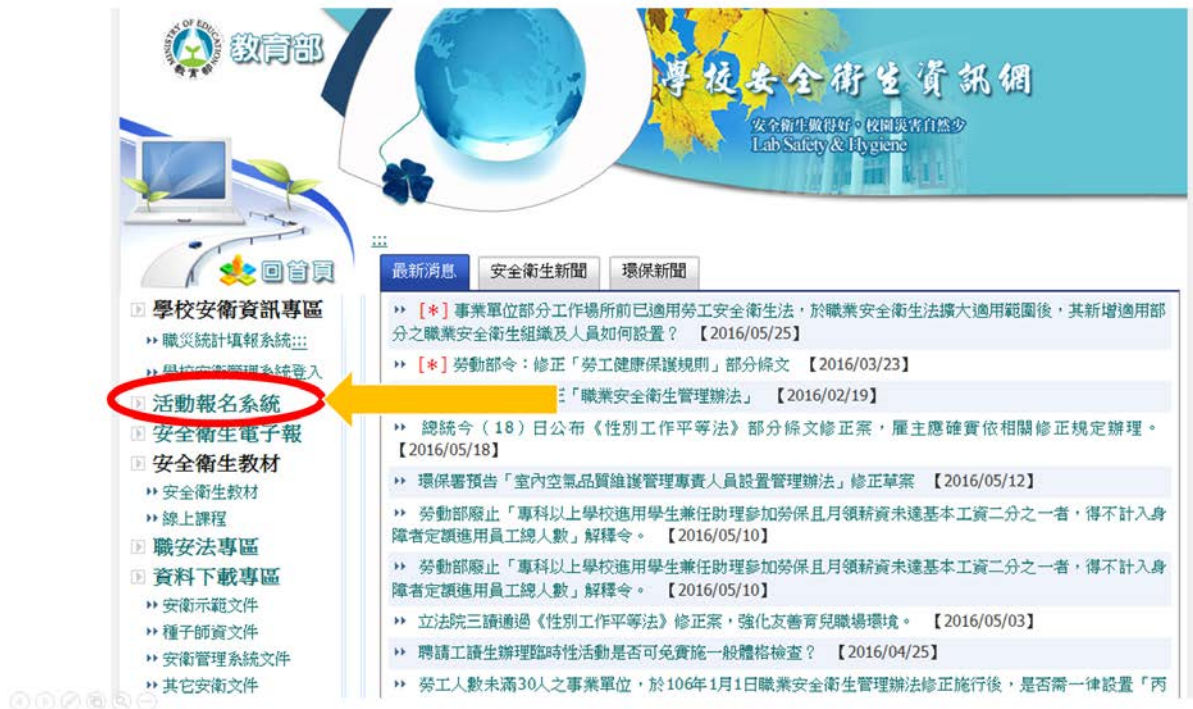 MINISTRY OF EDUCATION
教育部
教育部
學校安全衛生資訊網
安全衛生做得好，校園災害自然少
Lab Safety & Hygiene
回首頁
:::
最新消息 安全衛生新聞 環保新聞
學校安衛資訊專區
職災統計填報系統:::
學校安衛管理系統登入
活動報名系統
安全衛生電子報
安全衛生教材
安全衛生教材
線上課程
職安法專區
資料下載專區
安衛示範文件
種子師資文件
安衛管理系統文件
其它安衛文件
[*] 事業單位部分工作場所前已適用勞工安全衛生法，於職業安全衛生法擴大適用範圍後，其新增適用部
分之職業安全衛生組織及人員如何設置？ 【2016/05/25】
[*] 勞動部令：修正「勞工健康保護規則」部分條文 【2016/03/23】
「職業安全衛生管理辦法」 【2016/02/19】
總統今（18）日公布《性別工作平等法》部分條文修正案，雇主應確實依相關修正規定辦理。
【2016/05/18】
環保署預告「室內空氣品質維護管理專責人員設置管理辦法」修正草案 【2016/05/12】
勞動部廢止「專科以上學校進用學生兼任助理參加勞保且月領薪資未達基本工資二分之一者，得不計入身
障者定額進用員工總人數」解釋令。 【2016/05/10】
勞動部廢止「專科以上學校進用學生兼任助理參加勞保且月領薪資未達基本工資二分之一者，得不計入身
障者定額進用員工總人數」解釋令。 【2016/05/10】
立法院三讀通過《性別工作平等法》修正案，強化友善育兒職場環境。 【2016/05/03】
聘請工讀生辦理臨時性活動是否可免實施一般體格檢查？ 【2016/04/25】
勞工人數未滿30人之事業單位，於106年1月1日職業安全衛生管理辦法修正施行後，是否需一律設置「丙